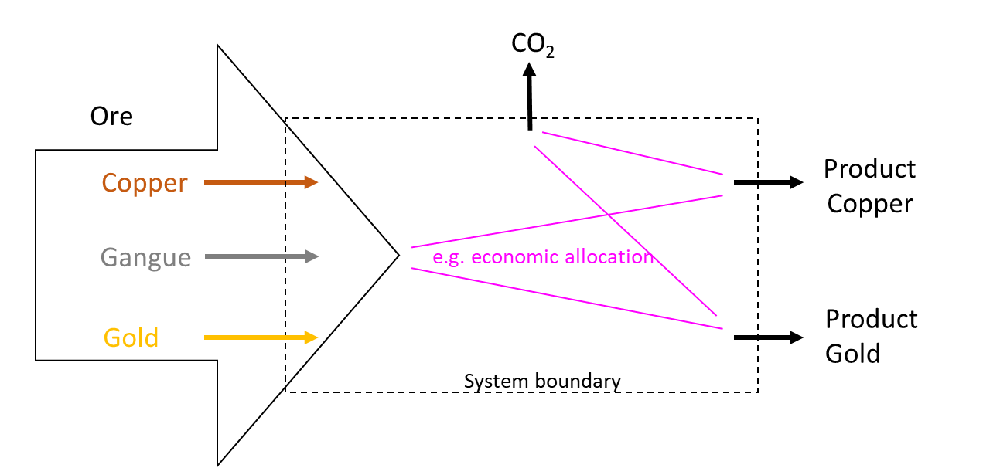 CO₂
Ore
Copper
Product
Copper
Gangue
e.g. economic allocation
Gold
Product
Gold
System boundary